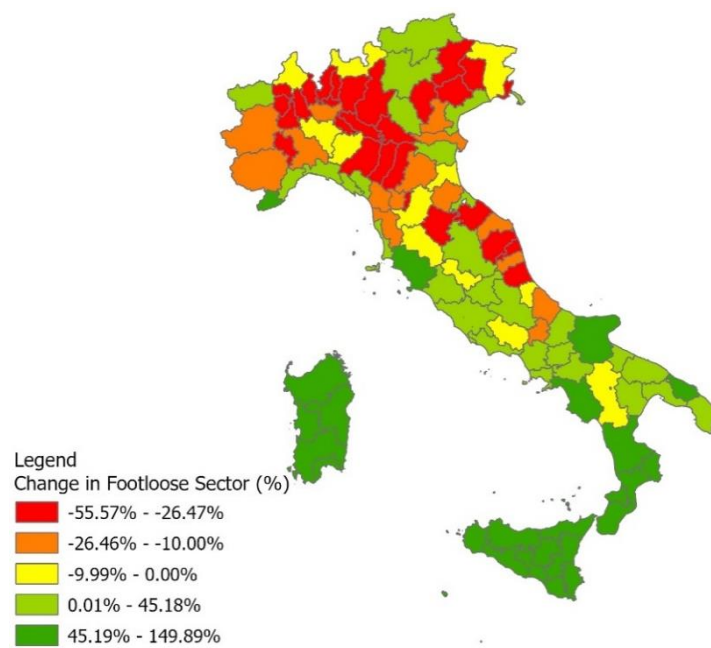 Legend
Change in Footloose Sector (%)
-55.57% - -26.47%
-26.46% - -10.00%
-9.99% - 0.00%
0.01% - 45.18%
45.19% - 149.89%